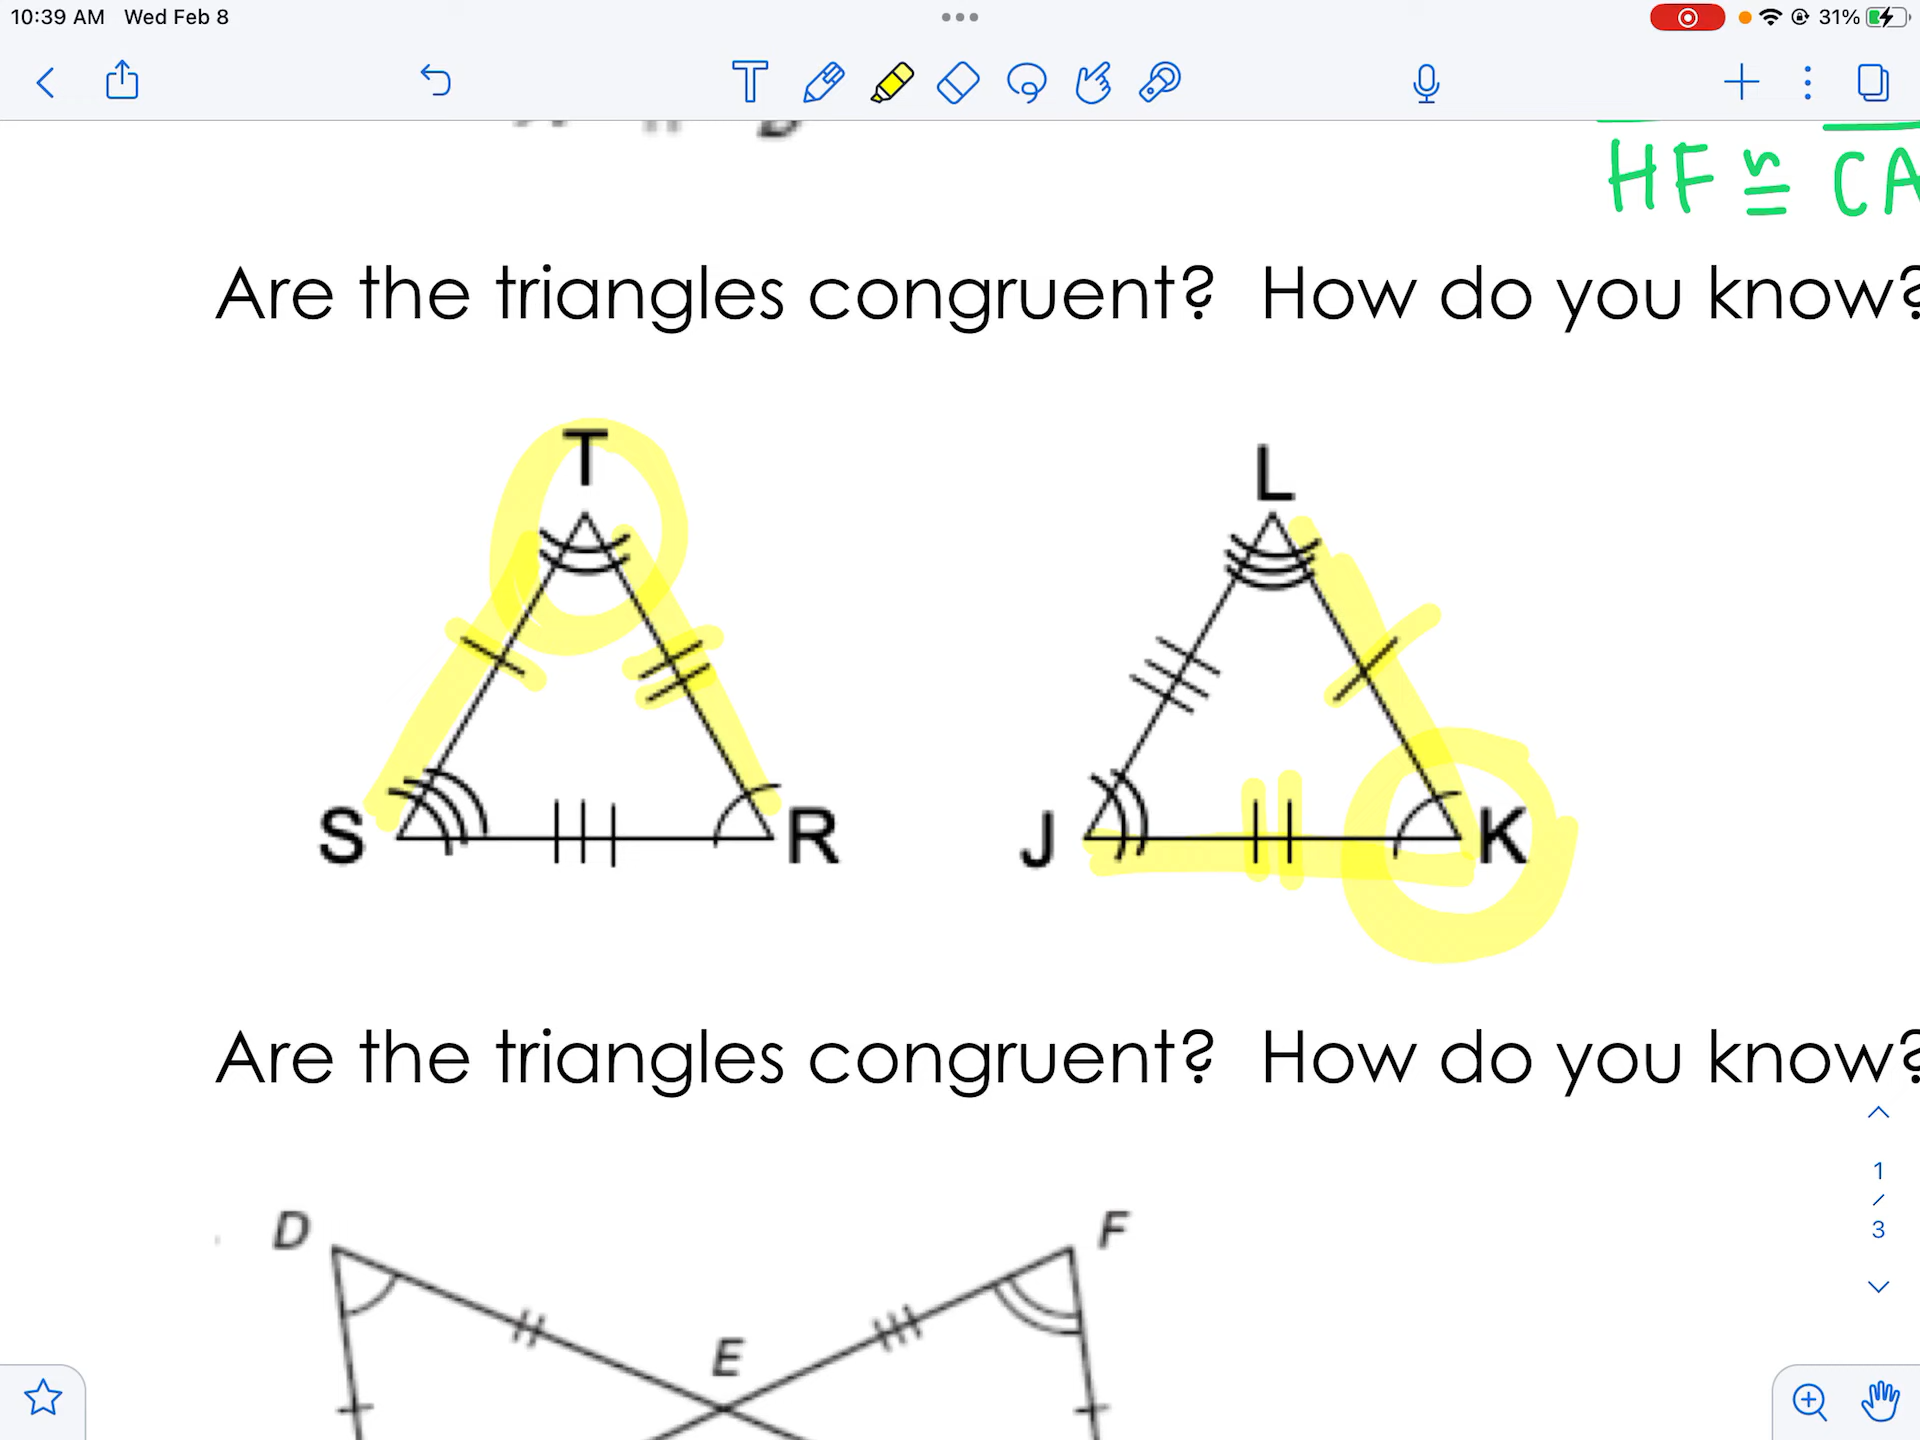 10:39 AM Wed Feb 8
31%
T
HF ≅ CA
Are the triangles congruent? How do you know?
T
L
S
R
J
K
Are the triangles congruent? How do you know?
1
/
3
D
F
E